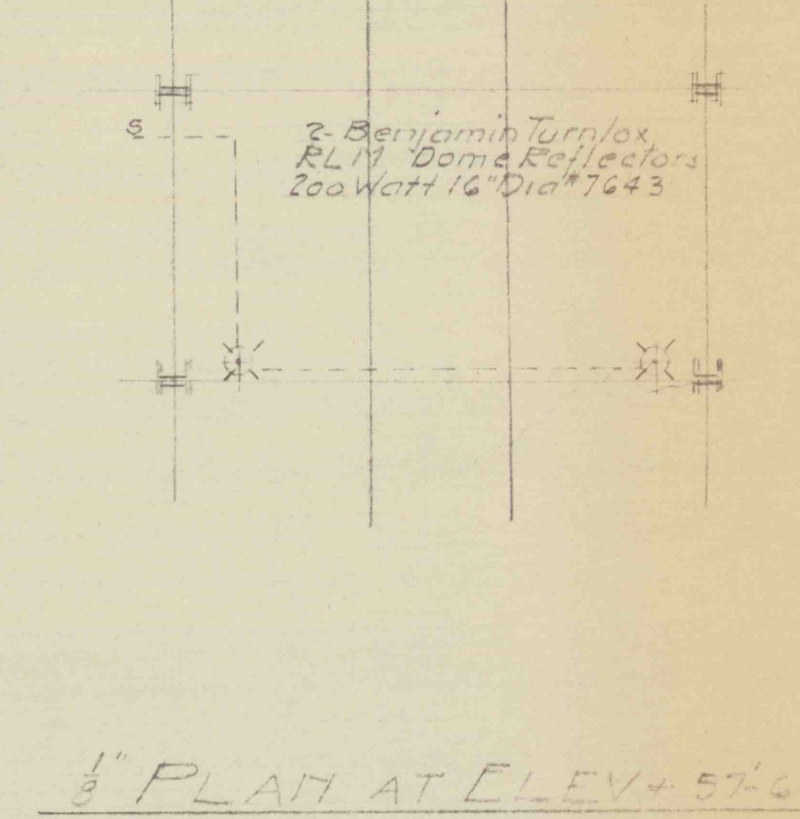 S
2- Benjamin Turnlox
RLM Dome Reflectors
200 Watt 16" Dia #7643
1/8" PLAN AT ELEV + 57'-6